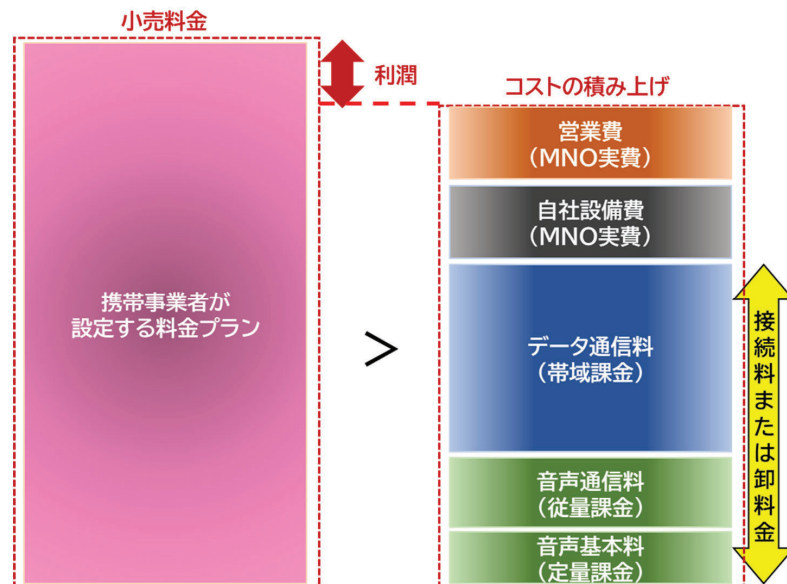 小売料金
利潤
携帯事業者が
設定する料金プラン
＞
コストの積み上げ
営業費
（MNO実費）
自社設備費
（MNO実費）
データ通信料
（帯域課金）
音声通信料
（従量課金）
音声基本料
（定量課金）
接続料または卸料金